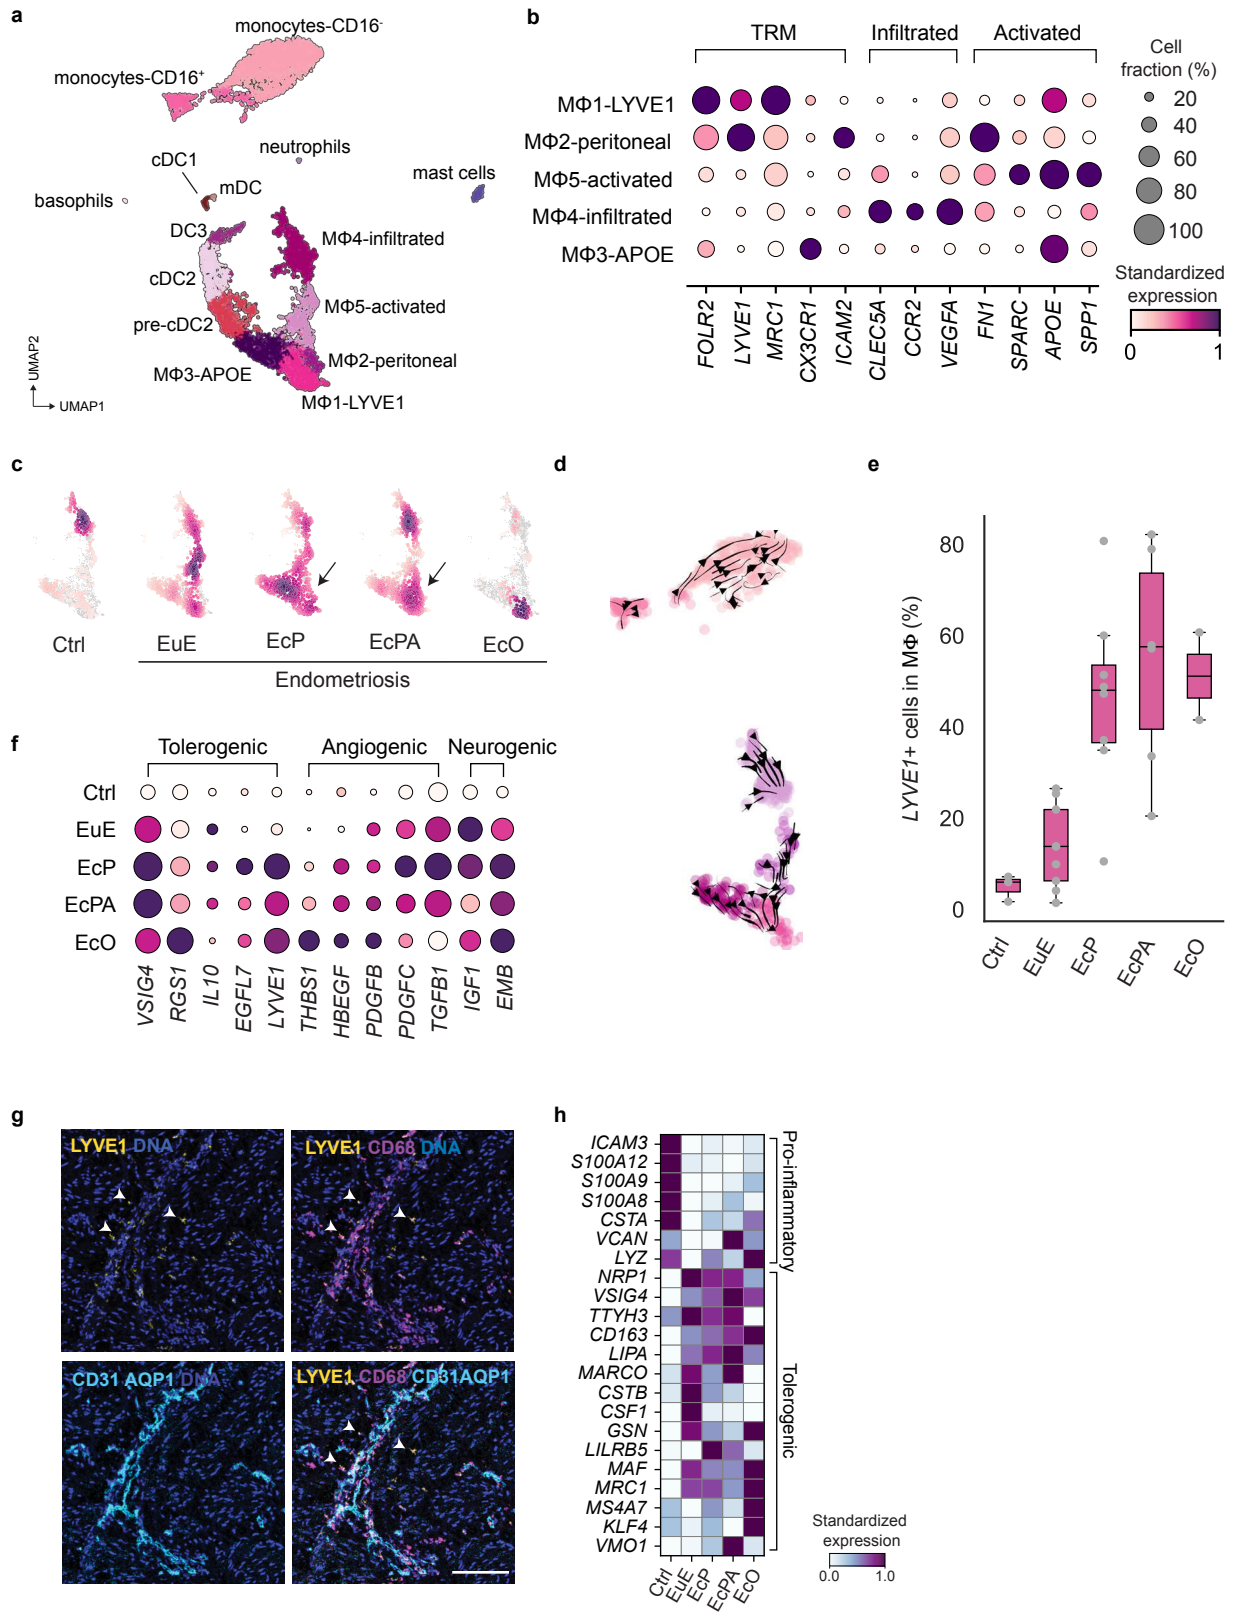 a
monocytes-CD16-
monocytes-CD16+
neutrophils
cDC1
mDC
mast cells
basophils
DC3
MΦ4-infiltrated
cDC2
MΦ5-activated
pre-cDC2
MΦ2-peritoneal
MΦ3-APOE
MΦ1-LYVE1
UMAP2
UMAP1
b
TRM Infiltrated Activated
MΦ1-LYVE1
MΦ2-peritoneal
MΦ5-activated
MΦ4-infiltrated
MΦ3-APOE
FOLR2 LYVE1 MRC1 CX3CR1 ICAM2 CLEC5A CCR2 VEGFA FN1 SPARC APOE SPP1
Cell
fraction (%)
20
40
60
80
100
Standardized
expression
0 1
c
Ctrl EuE EcP EcPA EcO
Endometriosis
d
e
LYVE1+ cells in MΦ (%)
80
60
40
20
0
Ctrl EuE EcP EcPA EcO
f
Tolerogenic Angiogenic Neurogenic
Ctrl
EuE
EcP
EcPA
EcO
VSIG4 RGS1 IL10 EGFL7 LYVE1 THBS1 HBEGF PDGFB PDGFC TGFB1 IGF1 EMB
g
LYVE1 DNA
LYVE1 CD68 DNA
CD31 AQP1 DNA
LYVE1 CD68 CD31AQP1
h
ICAM3
S100A12
S100A9
S100A8
CSTA
VCAN
LYZ
NRP1
VSIG4
TTYH3
CD163
LIPA
MARCO
CSTB
CSF1
GSN
LILRB5
MAF
MRC1
MS4A7
KLF4
VMO1
Pro-inflammatory
Tolerogenic
Ctrl EuE EcP EcPA EcO
Standardized
expression
0.0 1.0